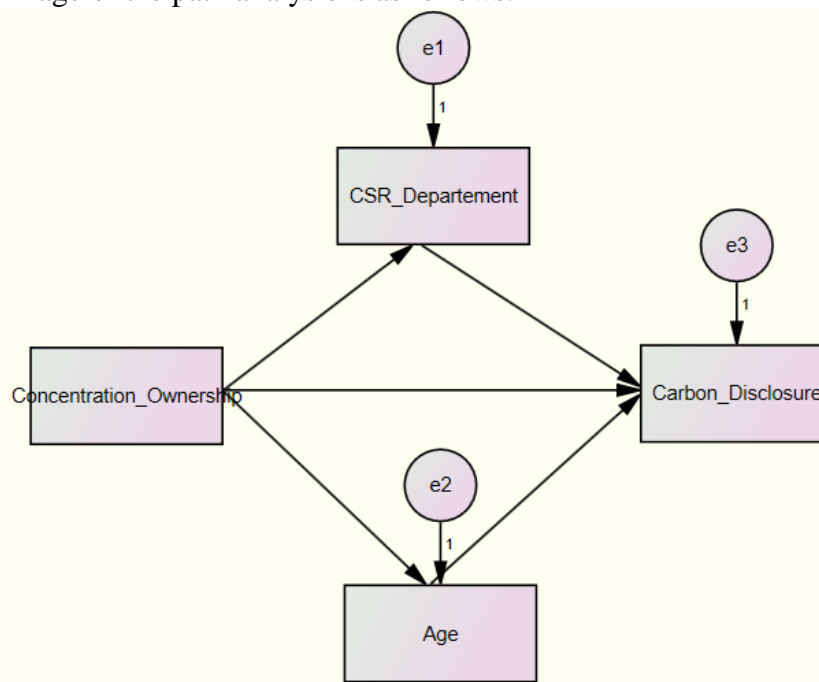 e1
1
CSR_Departement
e3
1
Concentration_Ownership
Carbon_Disclosure
e2
1
Age